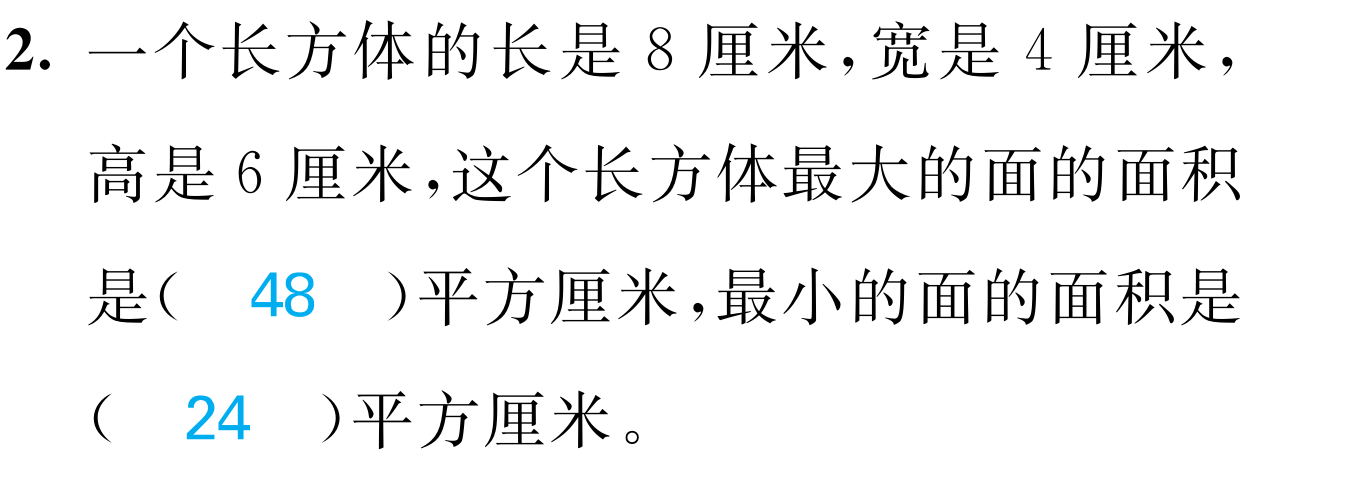 2. 一个长方体的长是 8 厘米,宽是 4 厘米,
高是 6 厘米,这个长方体最大的面的面积
是( 48 )平方厘米,最小的面的面积是
( 24 )平方厘米。